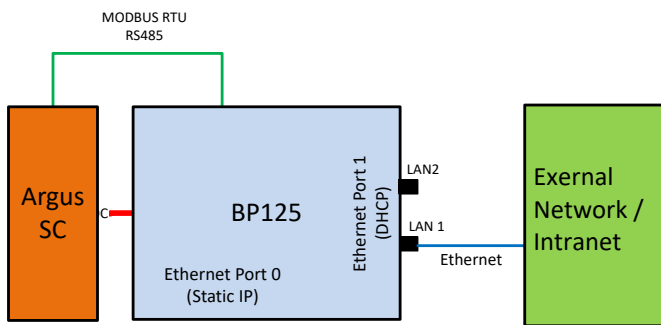 MODBUS RTU
RS485
Argus
SC
C
BP125
Ethernet Port 0
(Static IP)
Ethernet Port 1
(DHCP)
LAN2
LAN 1
Ethernet
Exernal
Network /
Intranet